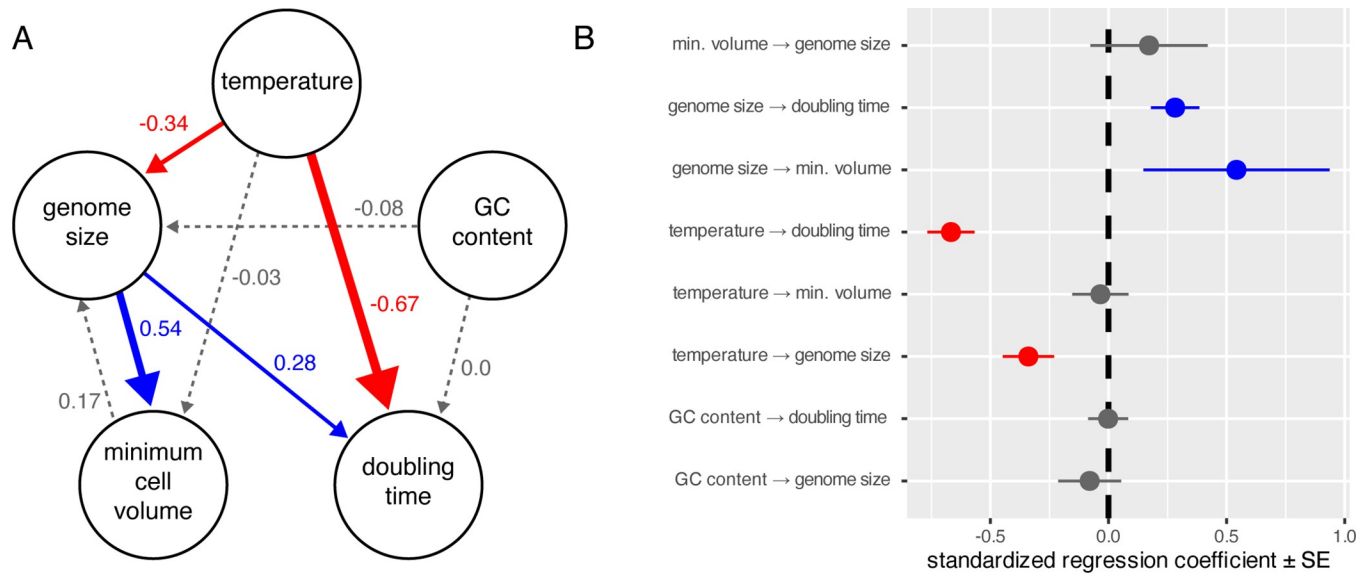 A
temperature
-0.34
genome
size
-0.08
GC
content
-0.03
-0.67
0.54
0.28
0.0
0.17
minimum
cell
volume
doubling
time
B
min. volume → genome size
genome size → doubling time
genome size → min. volume
temperature → doubling time
temperature → min. volume
temperature → genome size
GC content → doubling time
GC content → genome size
-0.5 0.0 0.5 1.0
standardized regression coefficient ± SE